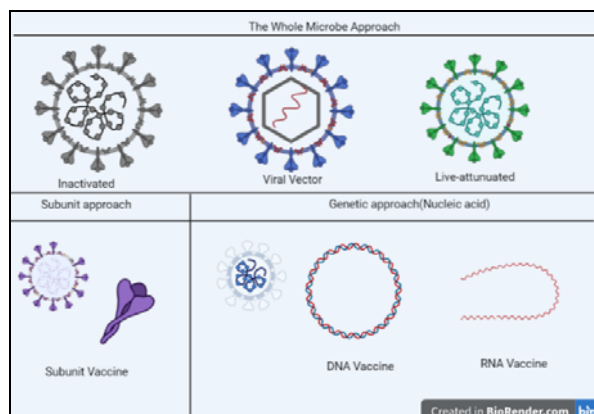 The Whole Microbe Approach
Inactivated
Viral Vector
Live-attunuated
Subunit approach
Genetic approach(Nucleic acid)
Subunit Vaccine
DNA Vaccine
RNA Vaccine
Created in BioRender.com